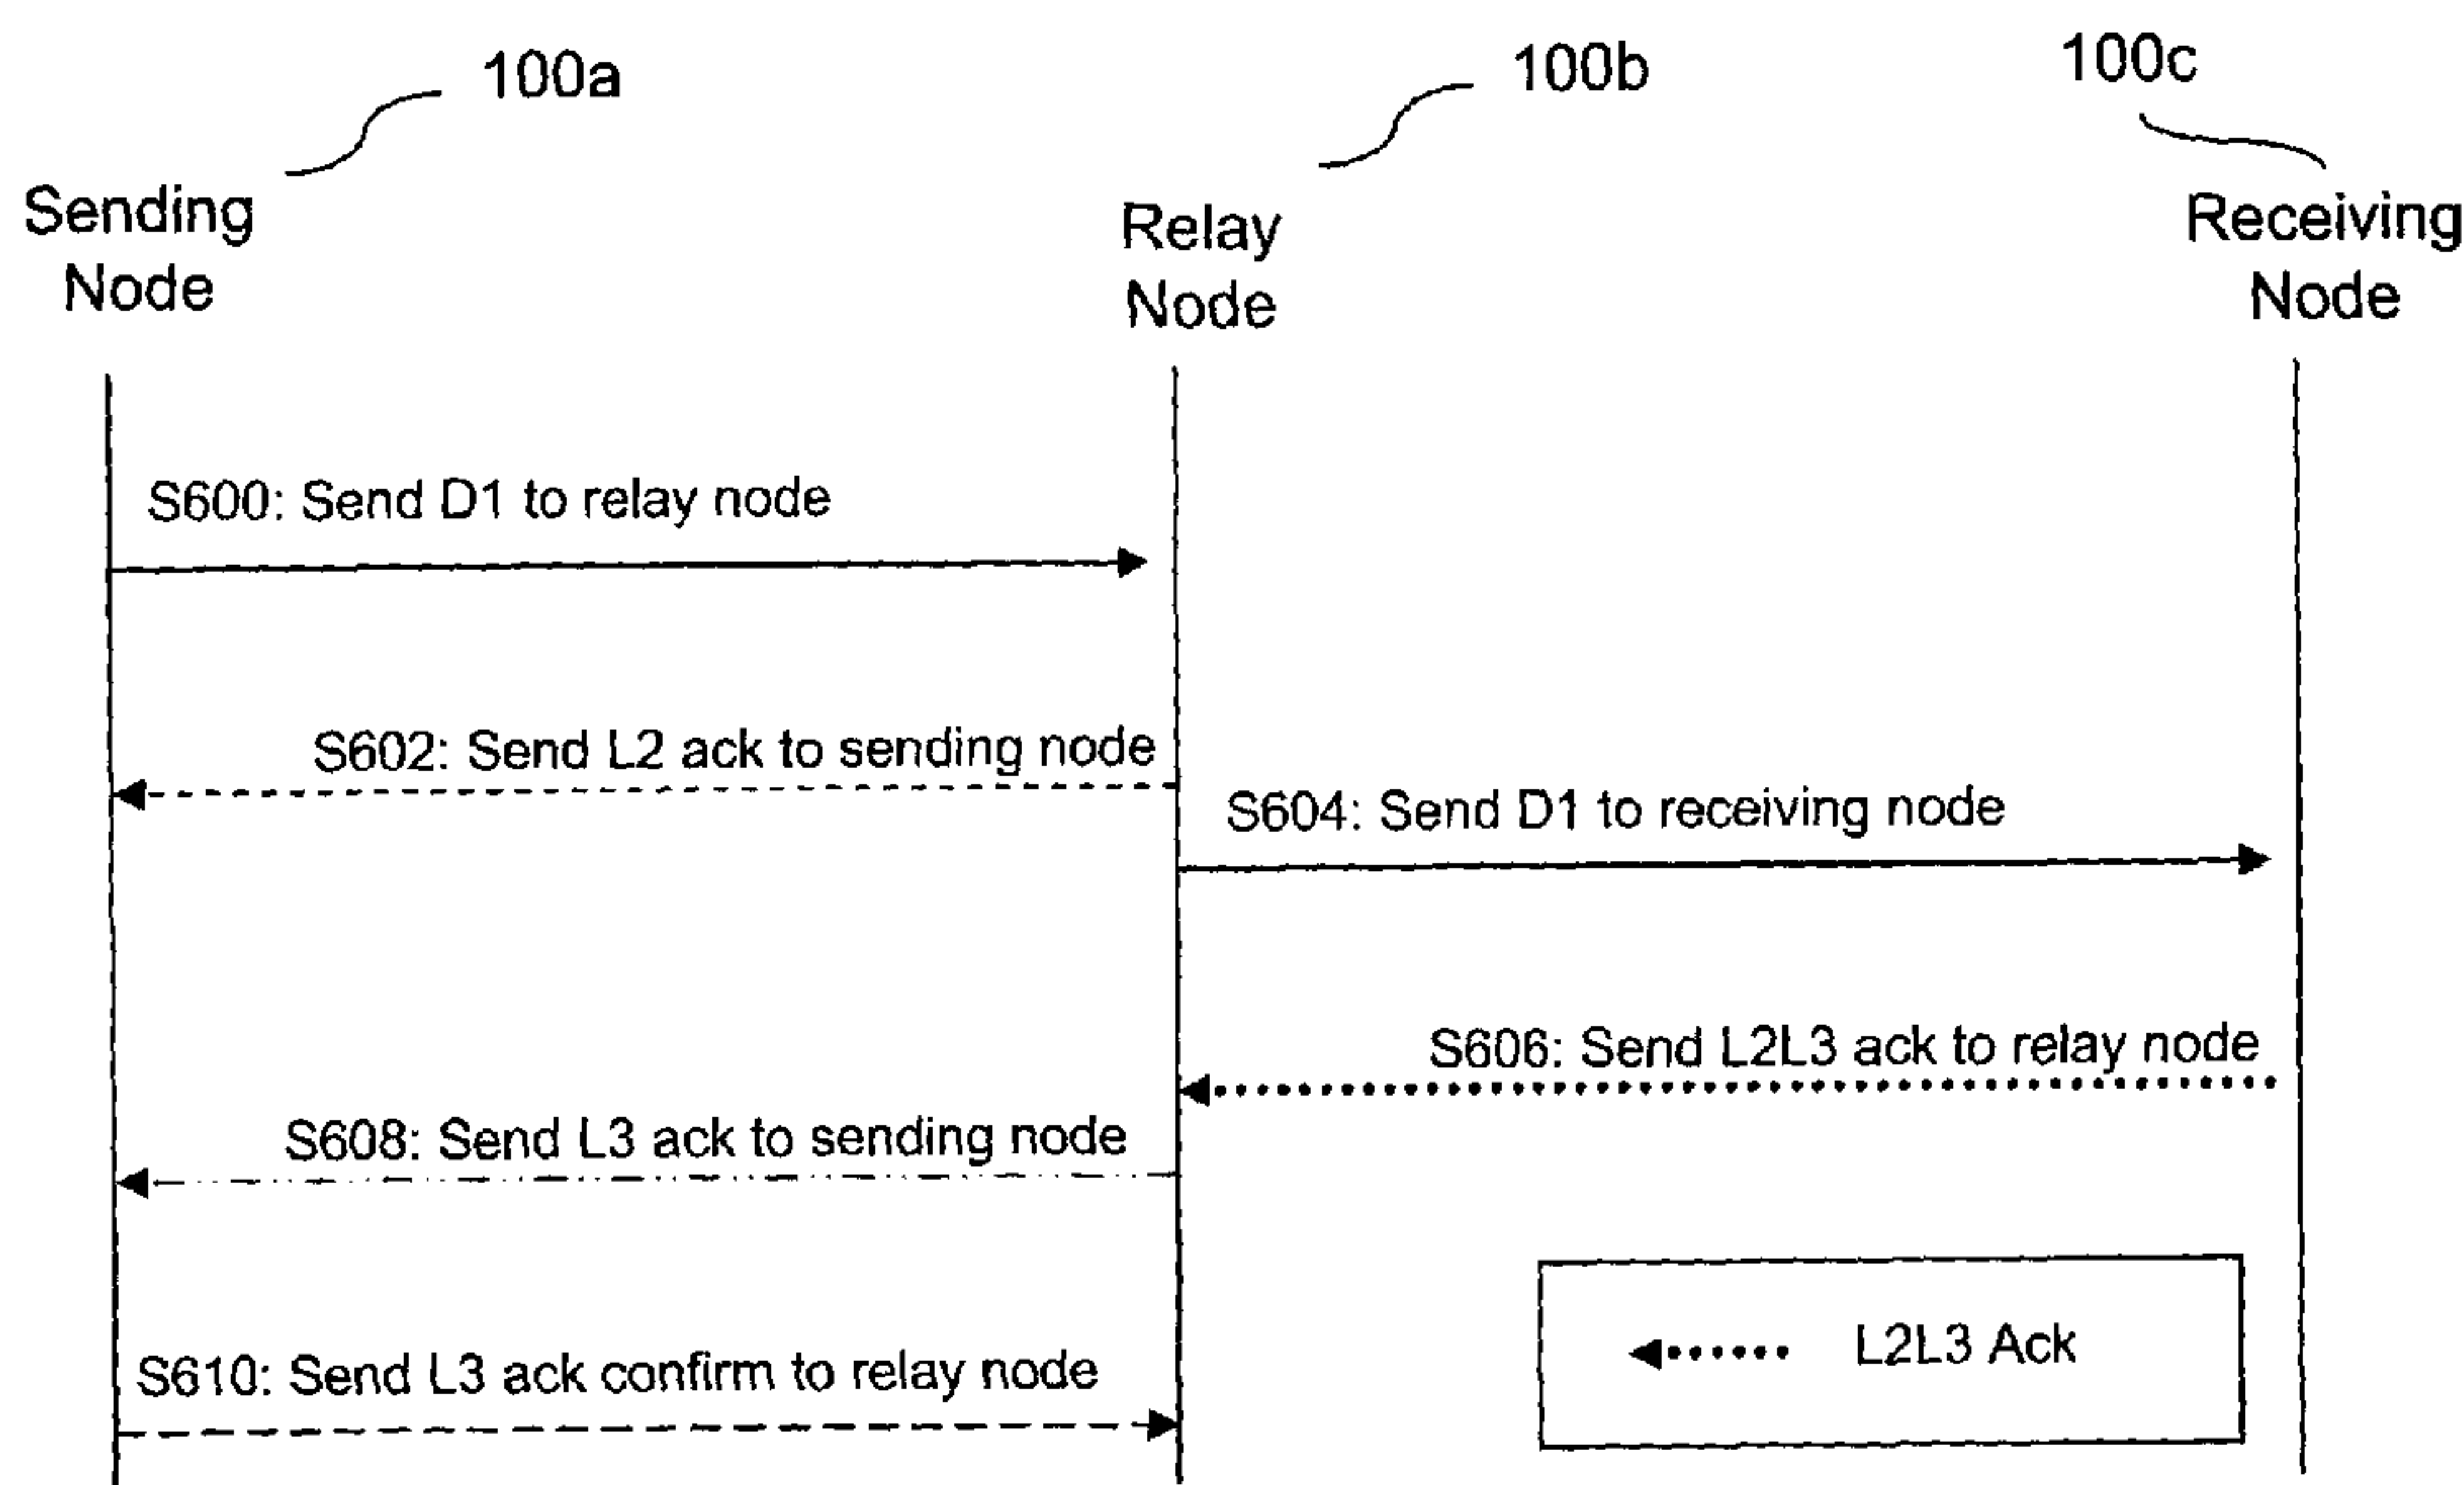 100a
100b
100c
Sending
Node
Relay
Node
Receiving
Node
S600: Send D1 to relay node
S602: Send L2 ack to sending node
S604: Send D1 to receiving node
S606: Send L2L3 ack to relay node
S608: Send L3 ack to sending node
L2L3 Ack
S610: Send L3 ack confirm to relay node